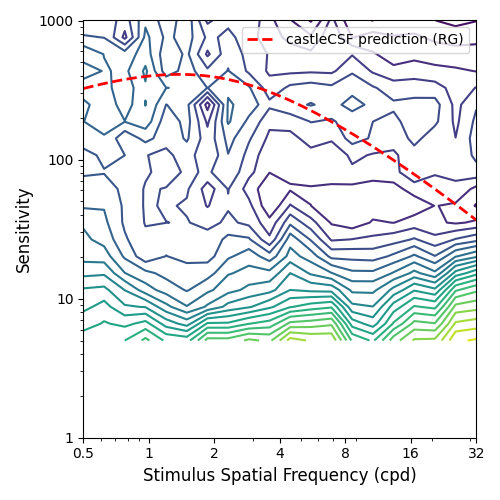 1000
castleCSF prediction (RG)
100
10
1
Sensitivity
0.5 1 2 4 8 16 32
Stimulus Spatial Frequency (cpd)